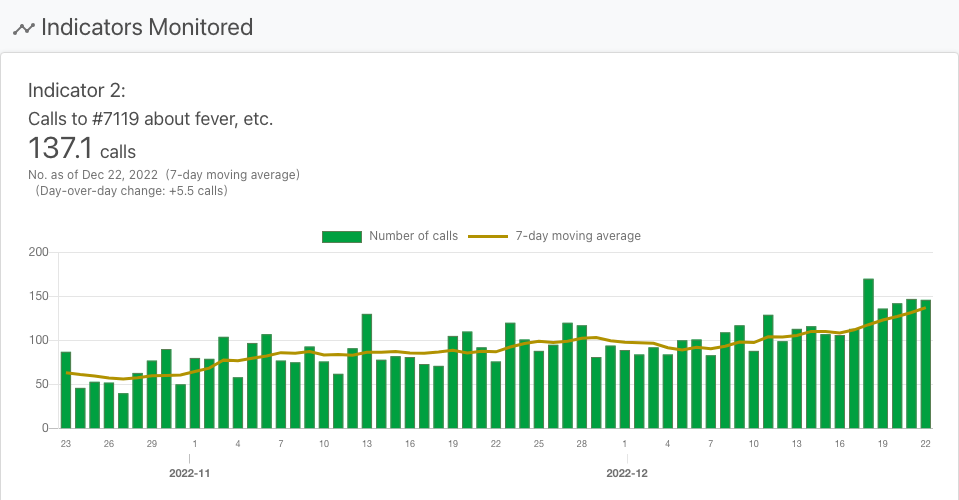 Indicators Monitored
Indicator 2:
Calls to #7119 about fever, etc.
137.1 calls
No. as of Dec 22, 2022 (7-day moving average)
(Day-over-day change: +5.5 calls)
Number of calls 7-day moving average
200
150
100
50
0
23 26 29 1 4 7 10 13 16 19 22 25 28 1 4 7 10 13 16 19 22
2022-11 2022-12